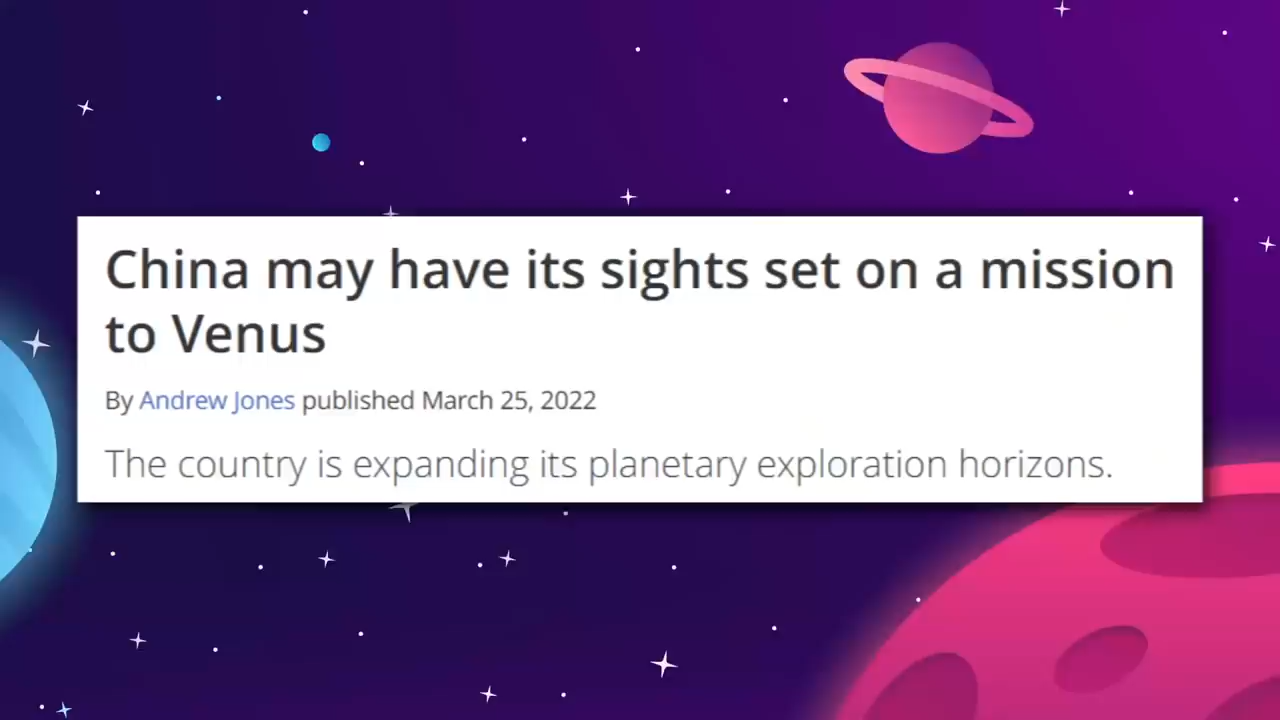 China may have its sights set on a mission
to Venus
By Andrew Jones published March 25, 2022
The country is expanding its planetary exploration horizons.